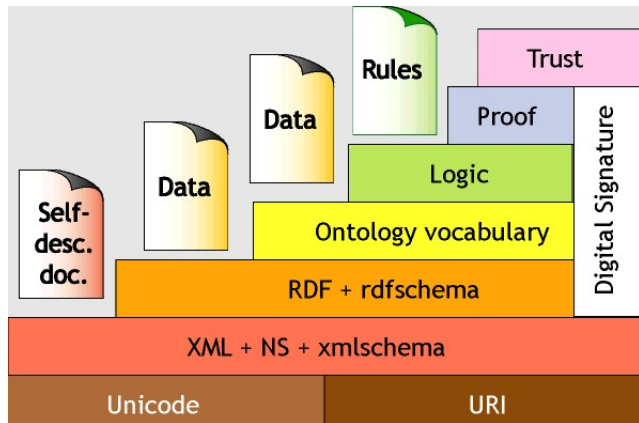 Rules
Trust
Data
Proof
Data
Logic
Self-
desc.
doc.
Ontology vocabulary
Digital Signature
RDF + rdfschema
XML + NS + xmlschema
Unicode
URI